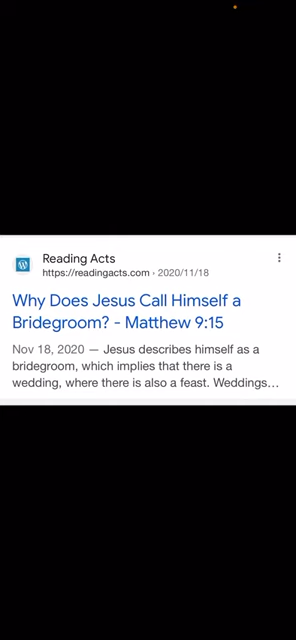 Reading Acts
https://readingacts.com › 2020/11/18
Why Does Jesus Call Himself a
Bridegroom? - Matthew 9:15
Nov 18, 2020 — Jesus describes himself as a
bridegroom, which implies that there is a
wedding, where there is also a feast. Weddings...